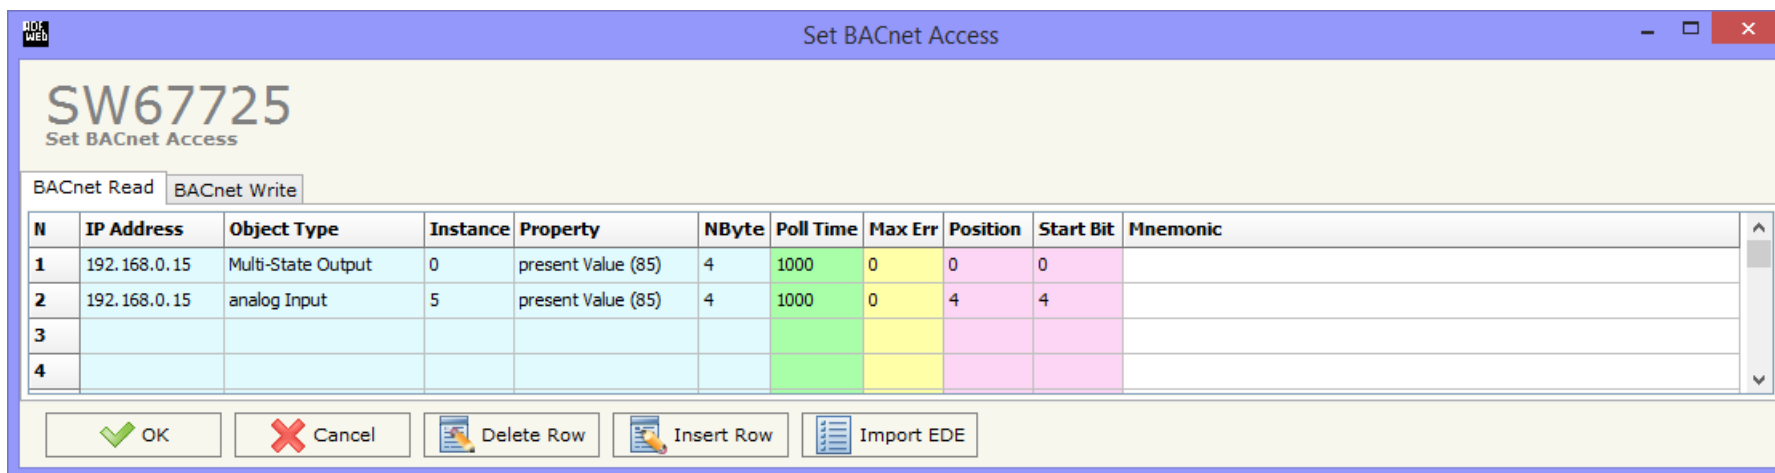 ADF
WEB
Set BACnet Access
SW67725
Set BACnet Access
BACnet Read BACnet Write
N IP Address Object Type Instance Property NByte Poll Time Max Err Position Start Bit Mnemonic
1 192.168.0.15 Multi-State Output 0 present Value (85) 4 1000 0 0 0
2 192.168.0.15 analog Input 5 present Value (85) 4 1000 0 4 4
3
4
OK Cancel Delete Row Insert Row Import EDE